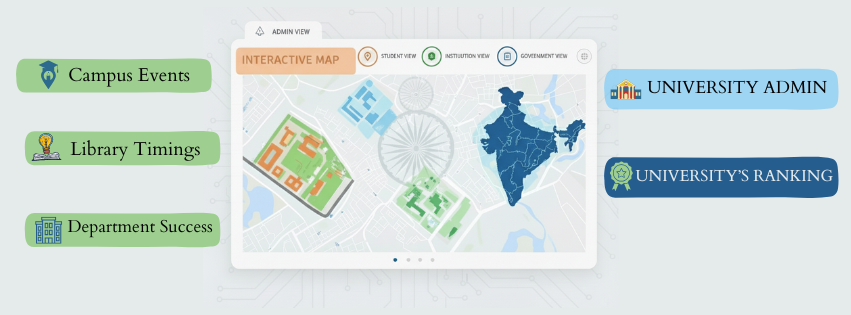 ADMIN VIEW
INTERACTIVE MAP
STUDENT VIEW
INSTITUTION VIEW
GOVERNMENT VIEW
Campus Events
Library Timings
Department Success
UNIVERSITY ADMIN
UNIVERSITY'S RANKING